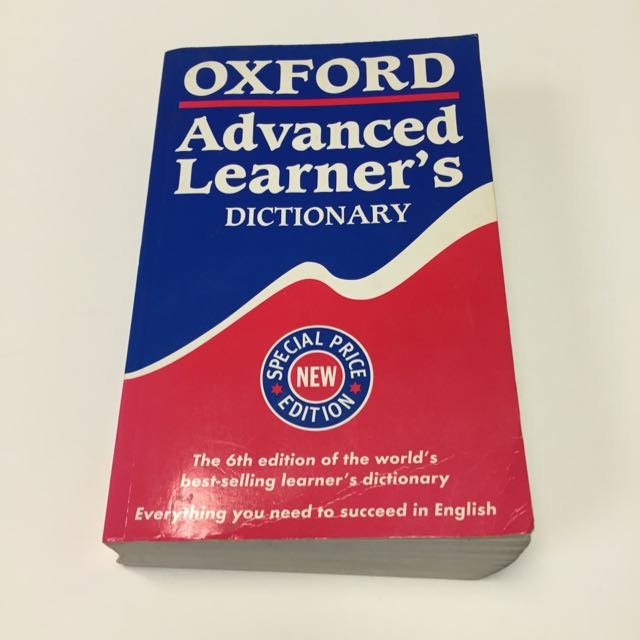 OXFORD
Advanced
Learner's
DICTIONARY
SPECIAL PRICE
NEW
EDITION
The 6th edition of the world's
best-selling learner's dictionary
Everything you need to succeed in English